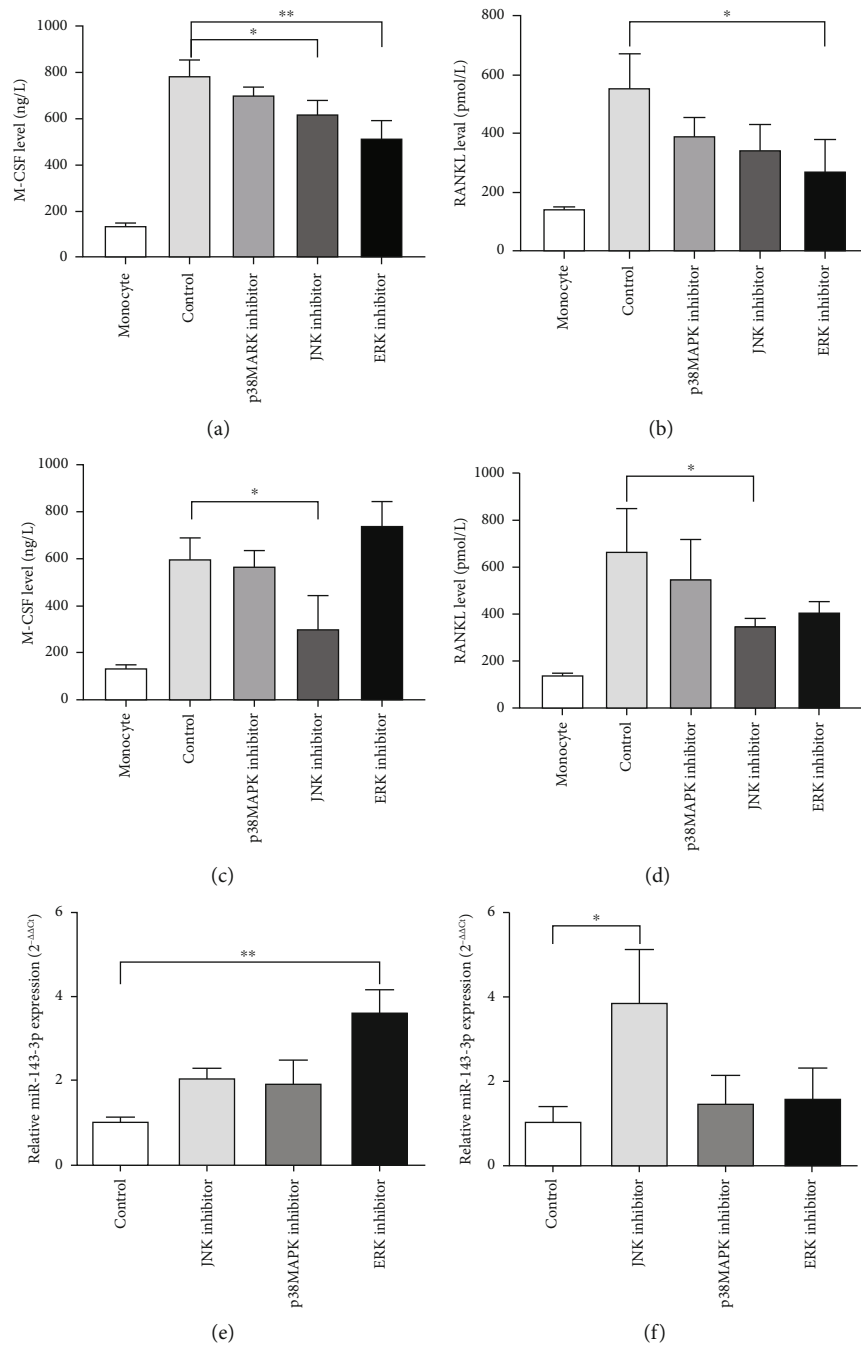 M-CSF level (ng/L)
1000
800
600
400
200
0
**
*
Monocyte
Control
p38MARK inhibitor
JNK inhibitor
ERK inhibitor
(a)
RANKL leval (pmol/L)
800
600
400
200
0
*
Monocyte
Control
p38MAPK inhibitor
JNK inhibitor
ERK inhibitor
(b)
M-CSF level (ng/L)
1000
800
600
400
200
0
*
Monocyte
Control
p38MAPK inhibitor
JNK inhibitor
ERK inhibitor
(c)
RANKL level (pmol/L)
1000
800
600
400
200
0
*
Monocyte
Control
p38MAPK inhibitor
JNK inhibitor
ERK inhibitor
(d)
Relative miR-143-3p expression (2^-ΔΔCt)
6
4
2
0
**
Control
JNK inhibitor
p38MAPK inhibitor
ERK inhibitor
(e)
Relative miR-143-3p expression (2^-ΔΔCt)
6
4
2
0
*
Control
JNK inhibitor
p38MAPK inhibitor
ERK inhibitor
(f)